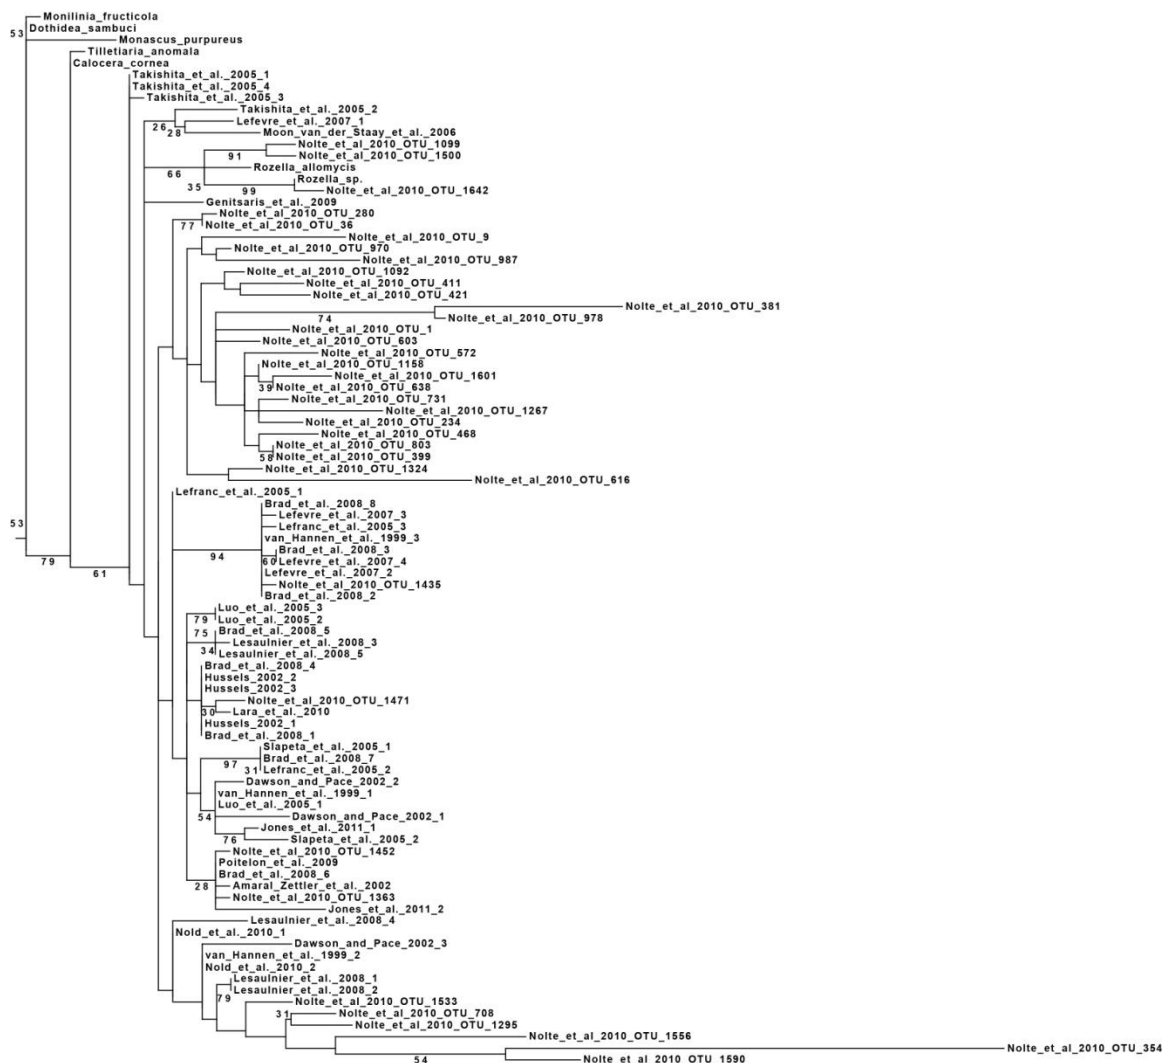 Monilinia_fructicola
53
Dothidea_sambuci
Monascus_purpureus
Tilletiaria_anomala
Calocera_cornea
Takishita_et_al._2005_1
Takishita_et_al._2005_4
Takishita_et_al._2005_3
Takishita_et_al._2005_2
Lefevre_et_al._2007_1
26
28
Moon_van_der_Staay_et_al._2006
Nolte_et_al_2010_OTU_1099
91
Nolte_et_al_2010_OTU_1500
Rozella_allomycis
66
Rozella_sp.
35
99
Nolte_et_al_2010_OTU_1642
Genitsaris_et_al._2009
Nolte_et_al_2010_OTU_280
77
Nolte_et_al_2010_OTU_36
Nolte_et_al_2010_OTU_9
Nolte_et_al_2010_OTU_970
Nolte_et_al_2010_OTU_987
Nolte_et_al_2010_OTU_1092
Nolte_et_al_2010_OTU_411
Nolte_et_al_2010_OTU_421
Nolte_et_al_2010_OTU_381
74
Nolte_et_al_2010_OTU_978
Nolte_et_al_2010_OTU_1
Nolte_et_al_2010_OTU_603
Nolte_et_al_2010_OTU_572
Nolte_et_al_2010_OTU_1158
Nolte_et_al_2010_OTU_1601
39
Nolte_et_al_2010_OTU_638
Nolte_et_al_2010_OTU_731
Nolte_et_al_2010_OTU_1267
Nolte_et_al_2010_OTU_234
Nolte_et_al_2010_OTU_468
Nolte_et_al_2010_OTU_803
58
Nolte_et_al_2010_OTU_399
Nolte_et_al_2010_OTU_1324
Nolte_et_al_2010_OTU_616
Lefranc_et_al._2005_1
Brad_et_al._2008_8
Lefevre_et_al._2007_3
53
Lefranc_et_al._2005_3
van_Hannen_et_al._1999_3
94
Brad_et_al._2008_3
79
60
Lefevre_et_al._2007_4
61
Lefevre_et_al._2007_2
Nolte_et_al_2010_OTU_1435
Brad_et_al._2008_2
Luo_et_al._2005_3
79
Luo_et_al._2005_2
75
Brad_et_al._2008_5
Lesaulnier_et_al._2008_3
34
Lesaulnier_et_al._2008_5
Brad_et_al._2008_4
Hussels_2002_2
Hussels_2002_3
Nolte_et_al_2010_OTU_1471
30
Lara_et_al._2010
Hussels_2002_1
Brad_et_al._2008_1
Slapeta_et_al._2005_1
97
Brad_et_al._2008_7
31
Lefranc_et_al._2005_2
Dawson_and_Pace_2002_2
van_Hannen_et_al._1999_1
Luo_et_al._2005_1
54
Dawson_and_Pace_2002_1
Jones_et_al._2011_1
76
Slapeta_et_al._2005_2
Nolte_et_al_2010_OTU_1452
Poitelon_et_al._2009
Brad_et_al._2008_6
28
Amaral_Zettler_et_al._2002
Nolte_et_al_2010_OTU_1363
Jones_et_al._2011_2
Lesaulnier_et_al._2008_4
Nold_et_al._2010_1
Dawson_and_Pace_2002_3
van_Hannen_et_al._1999_2
Nold_et_al._2010_2
Lesaulnier_et_al._2008_1
79
Lesaulnier_et_al._2008_2
Nolte_et_al_2010_OTU_1533
31
Nolte_et_al_2010_OTU_708
Nolte_et_al_2010_OTU_1295
Nolte_et_al_2010_OTU_1556
Nolte_et_al_2010_OTU_354
54
Nolte_et_al_2010_OTU_1590